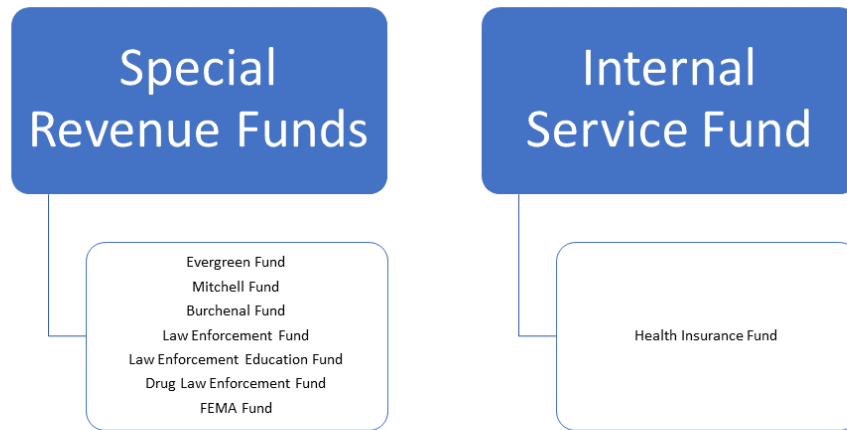 Special
Revenue Funds
Evergreen Fund
Mitchell Fund
Burchenal Fund
Law Enforcement Fund
Law Enforcement Education Fund
Drug Law Enforcement Fund
FEMA Fund
Internal
Service Fund
Health Insurance Fund